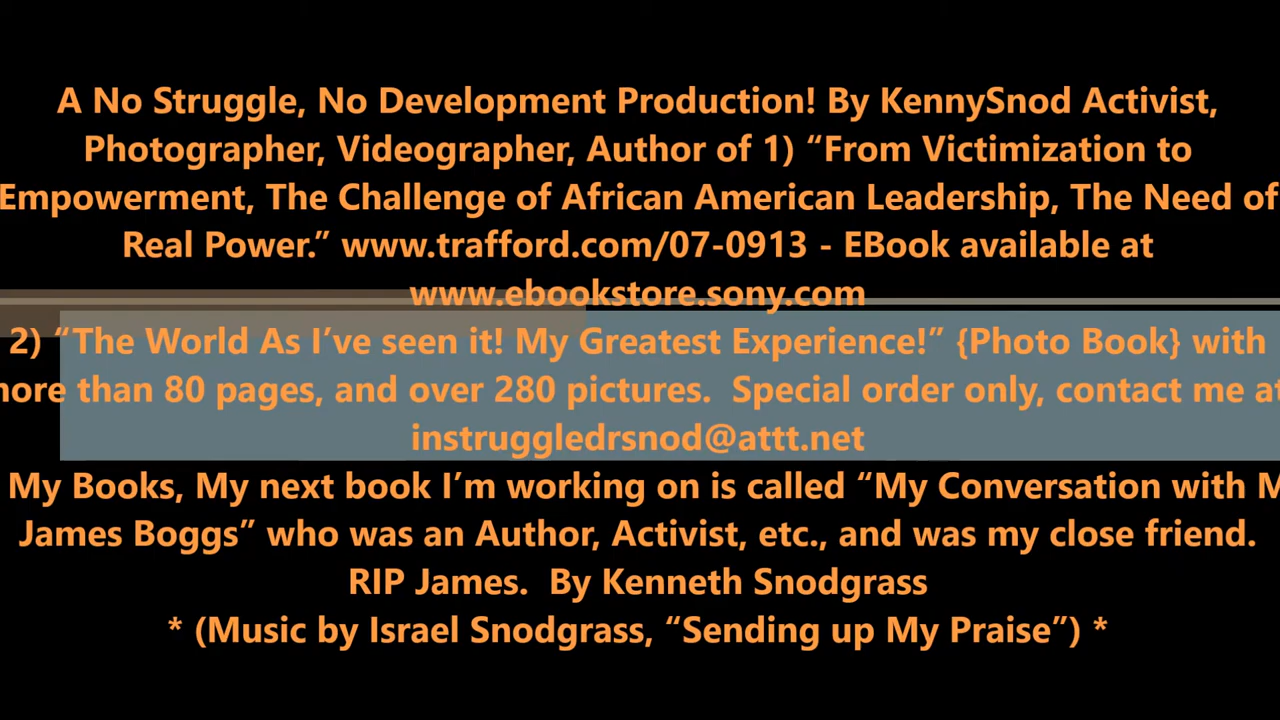 A No Struggle, No Development Production! By KennySnod Activist,
Photographer, Videographer, Author of 1) “From Victimization to
Empowerment, The Challenge of African American Leadership, The Need of
Real Power.” www.trafford.com/07-0913 - EBook available at
www.ebookstore.sony.com
2) “The World As I’ve seen it! My Greatest Experience!” {Photo Book} with
than 80 pages, and over 280 pictures.  Special order only, contact me at
instruggledrsnod@attt.net
My Books, My next book I’m working on is called “My Conversation with
James Boggs” who was an Author, Activist, etc., and was my close friend.
RIP James.  By Kenneth Snodgrass
* (Music by Israel Snodgrass, “Sending up My Praise”) *